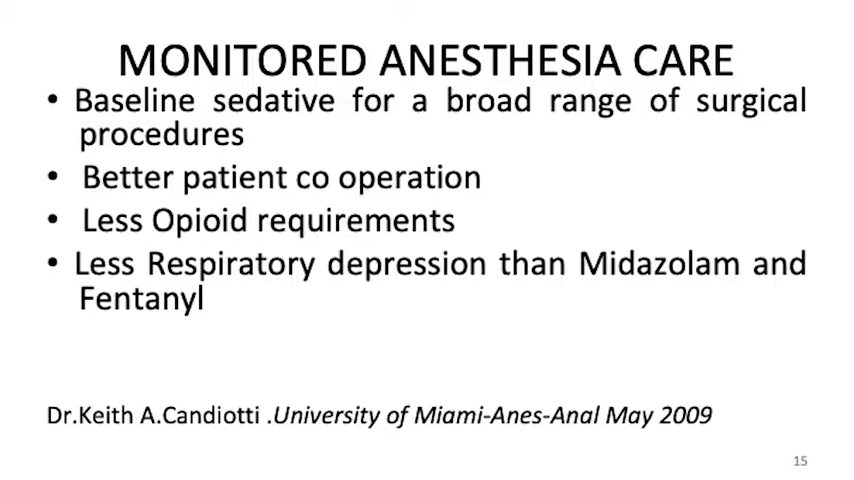 MONITORED ANESTHESIA CARE
• Baseline sedative for a broad range of surgical
procedures
• Better patient co operation
• Less Opioid requirements
• Less Respiratory depression than Midazolam and
Fentanyl
Dr.Keith A.Candiotti .University of Miami-Anes-Anal May 2009
15